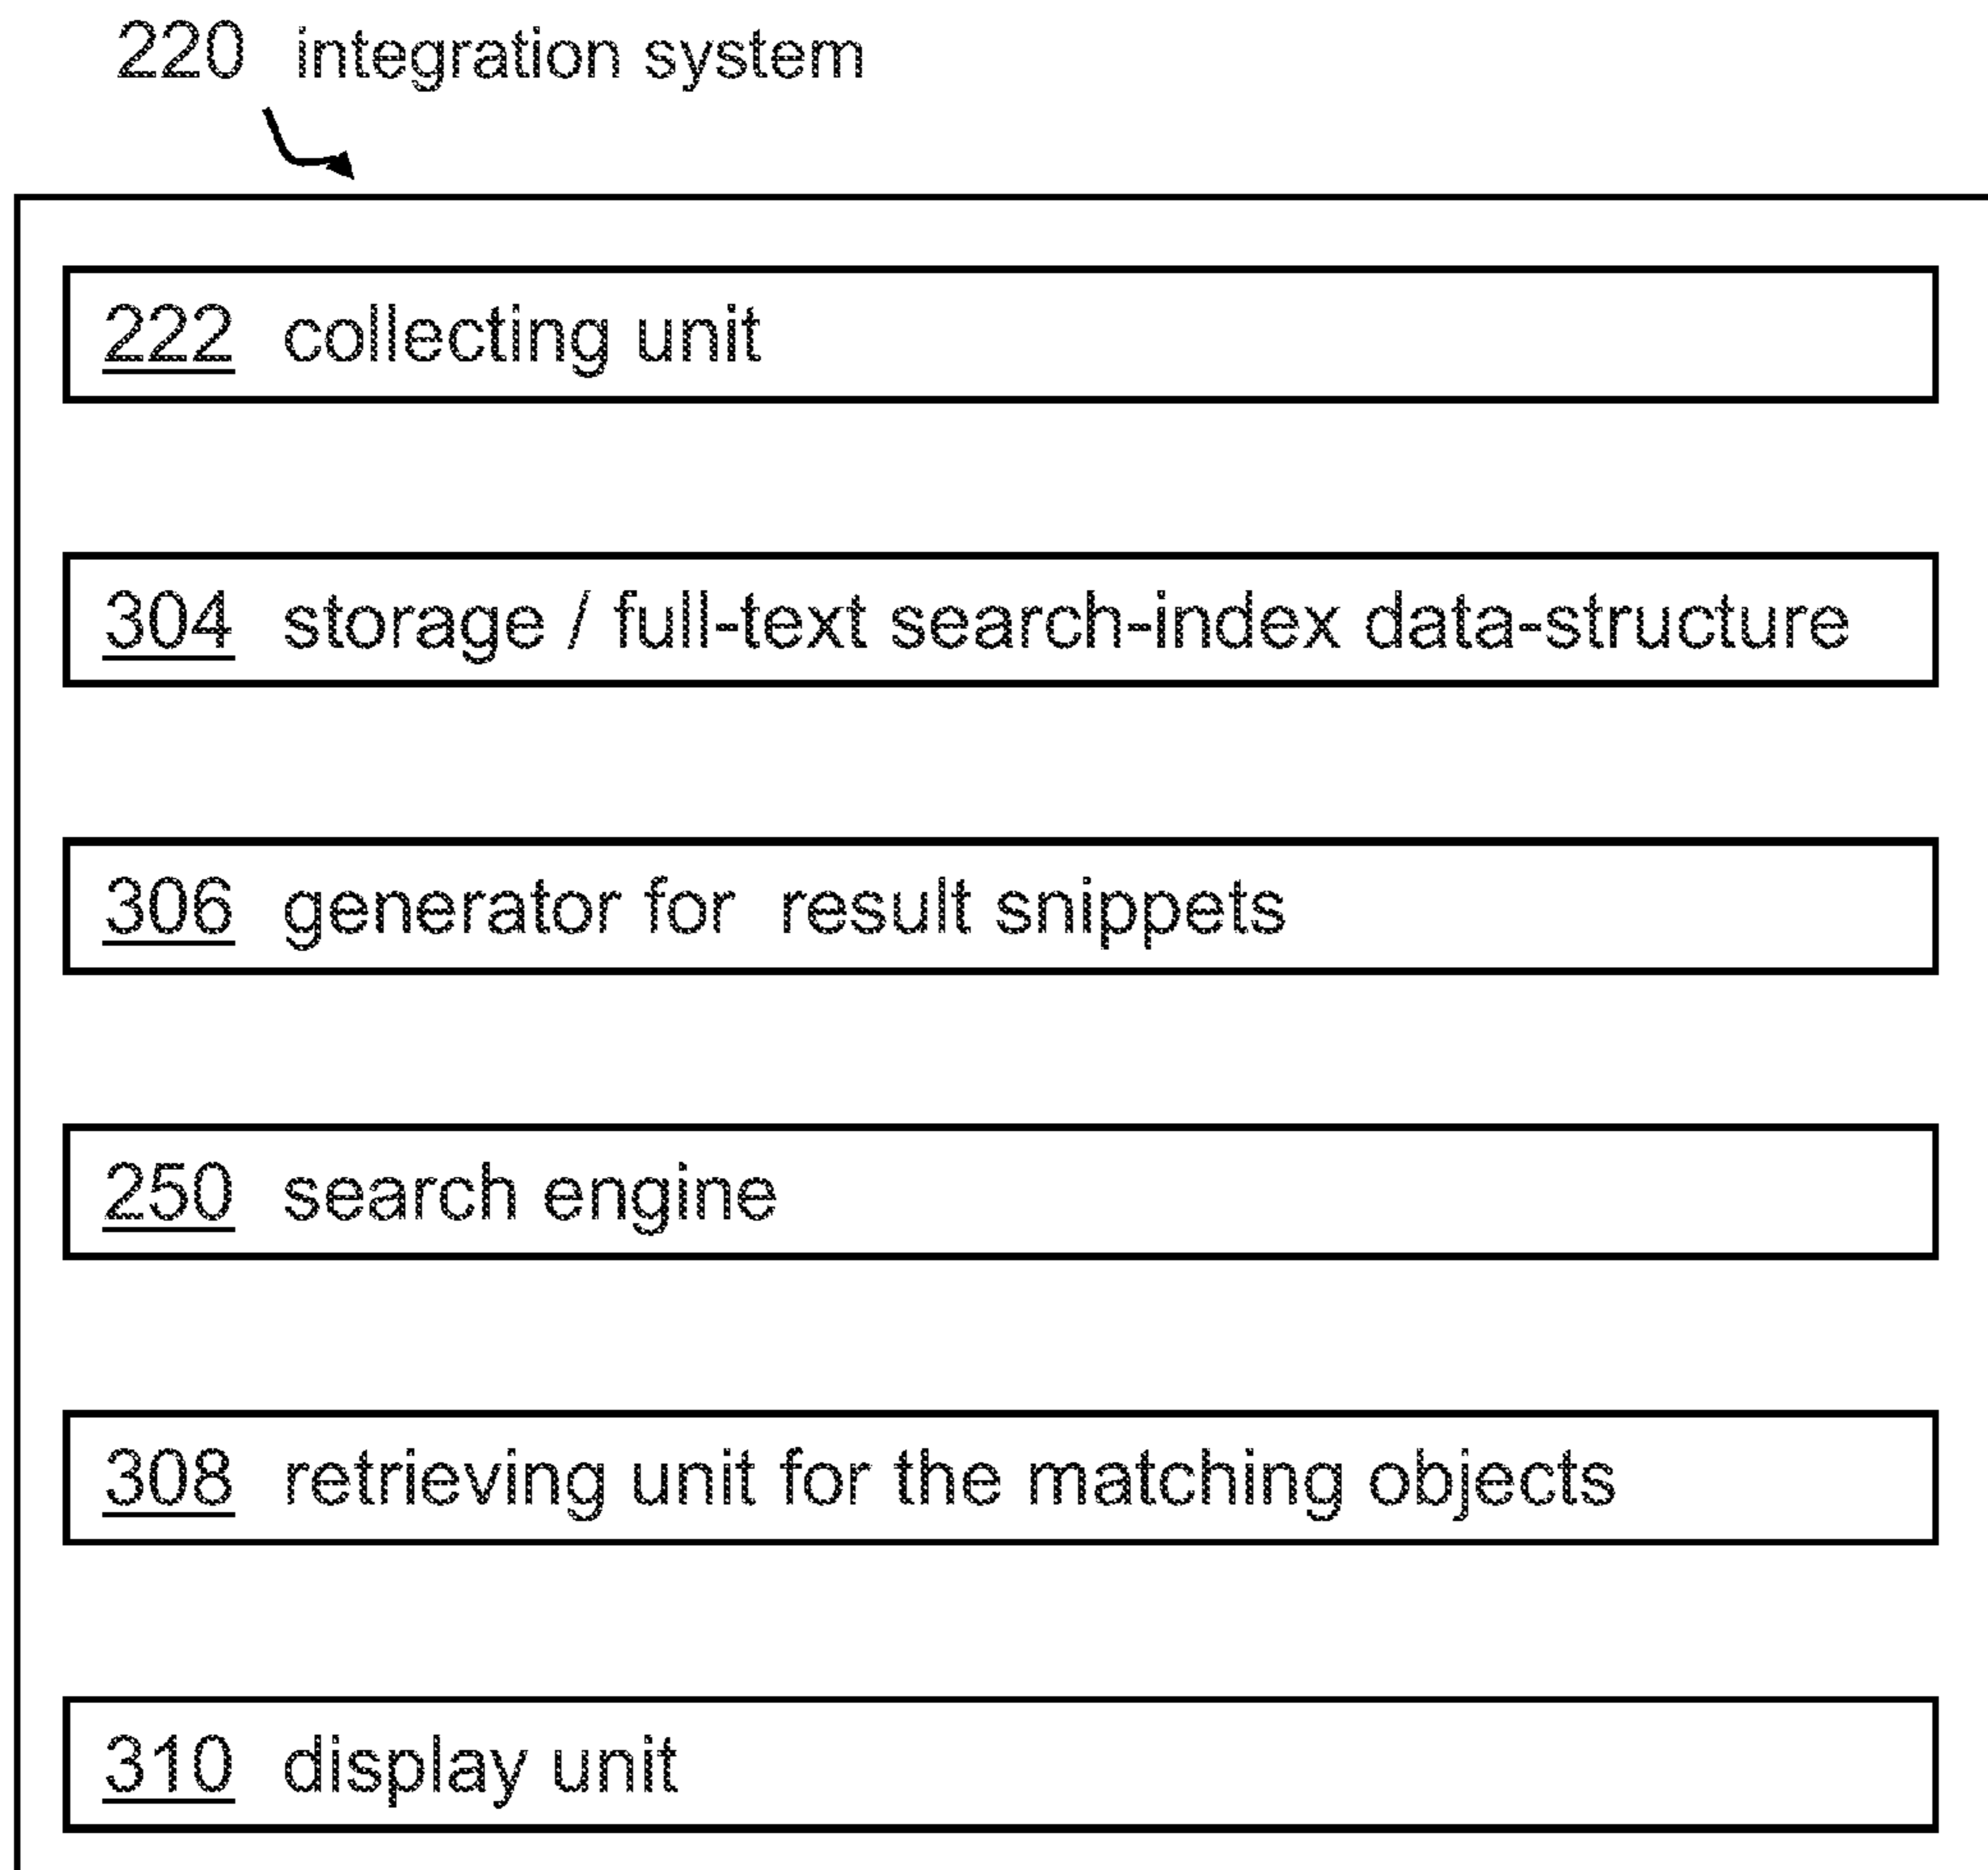 220 integration system
222 collecting unit
304 storage / full-text search-index data-structure
306 generator for result snippets
250 search engine
308 retrieving unit for the matching objects
310 display unit